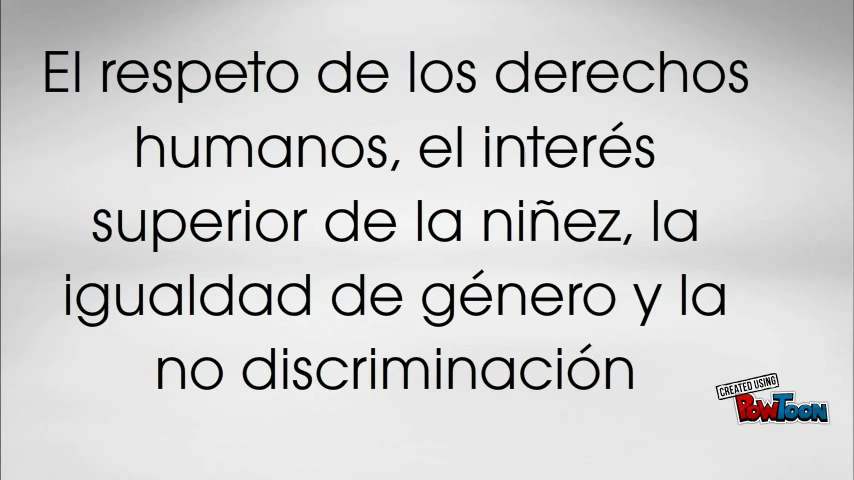 El respeto de los derechos
humanos, el interés
superior de la niñez, la
igualdad de género y la
no discriminación
CREATED USING
POWTOON